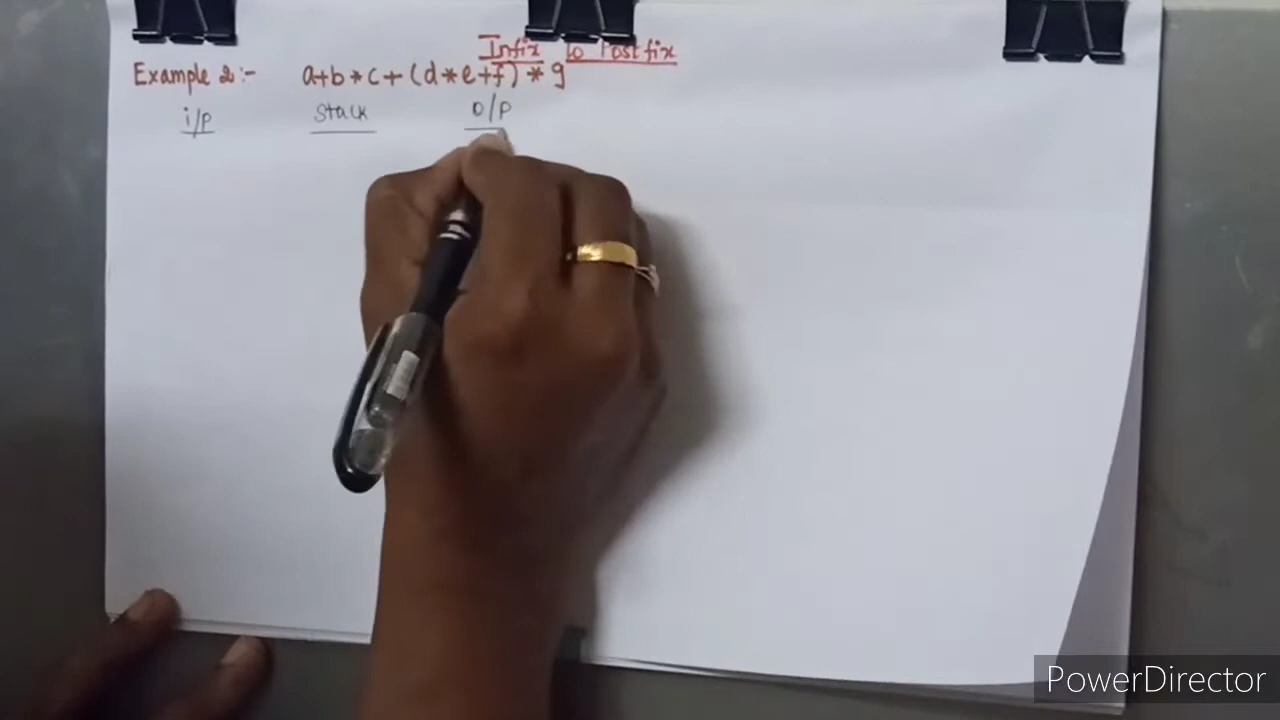 Infix to Postfix
Example 2:- a+b*c+(d*e+f)*g
i/p stack o/p
PowerDirector